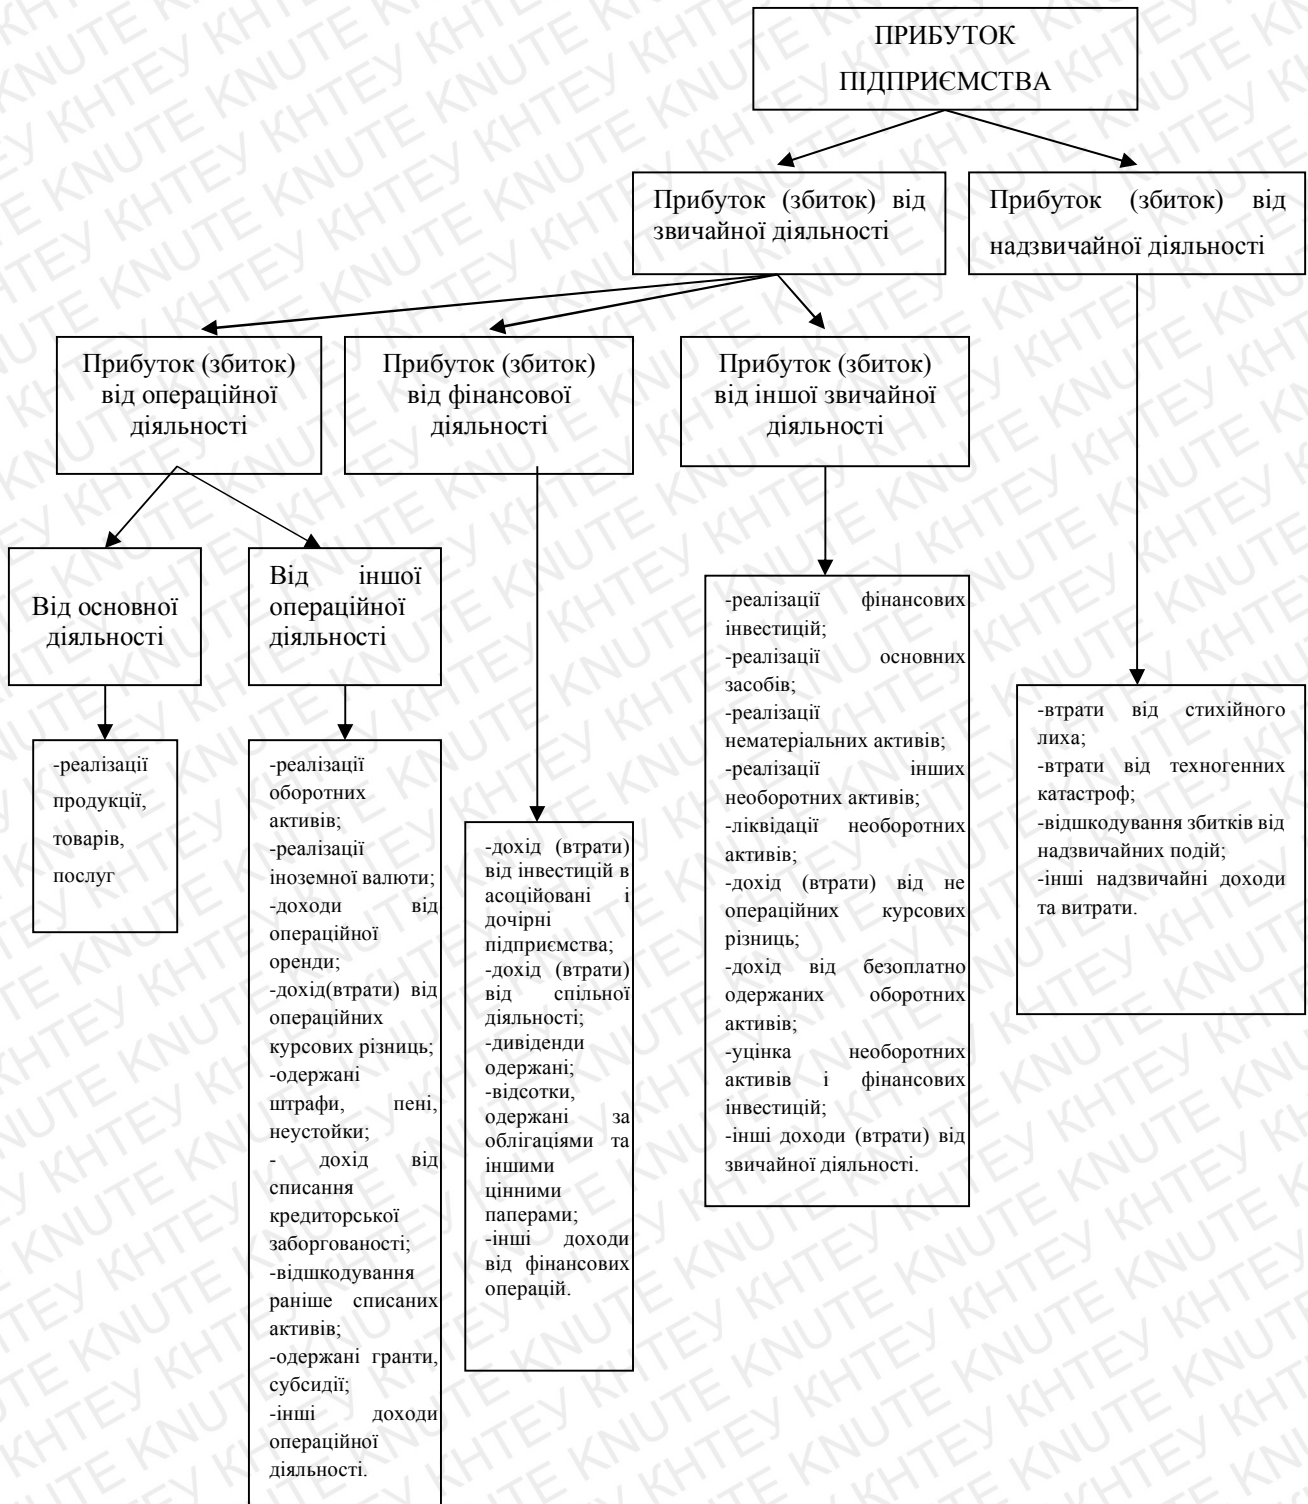 ПРИБУТОК
ПІДПРИЄМСТВА
Прибуток (збиток) від
звичайної діяльності
Прибуток (збиток) від
надзвичайної діяльності
Прибуток (збиток)
від операційної
діяльності
Прибуток (збиток)
від фінансової
діяльності
Прибуток (збиток)
від іншої звичайної
діяльності
Від основної
діяльності
Від іншої
операційної
діяльності
-реалізації
продукції,
товарів,
послуг
-реалізації
оборотних
активів;
-реалізації
іноземної валюти;
-доходи від
операційної
оренди;
-дохід(втрати) від
операційних
курсових різниць;
-одержані
штрафи, пені,
неустойки;
- дохід від
списання
кредиторської
заборгованості;
-відшкодування
раніше списаних
активів;
-одержані гранти,
субсидії;
-інші доходи
операційної
діяльності.
-дохід (втрати)
від інвестицій в
асоційовані і
дочірні
підприємства;
-дохід (втрати)
від спільної
діяльності;
-дивіденди
одержані;
-відсотки,
одержані за
облігаціями та
іншими
цінними
паперами;
-інші доходи
від фінансових
операцій.
-реалізації фінансових
інвестицій;
-реалізації основних
засобів;
-реалізації
нематеріальних активів;
-реалізації інших
необоротних активів;
-ліквідації необоротних
активів;
-дохід (втрати) від не
операційних курсових
різниць;
-дохід від безоплатно
одержаних оборотних
активів;
-уцінка необоротних
активів і фінансових
інвестицій;
-інші доходи (втрати) від
звичайної діяльності.
-втрати від стихійного
лиха;
-втрати від техногенних
катастроф;
-відшкодування збитків від
надзвичайних подій;
-інші надзвичайні доходи
та витрати.